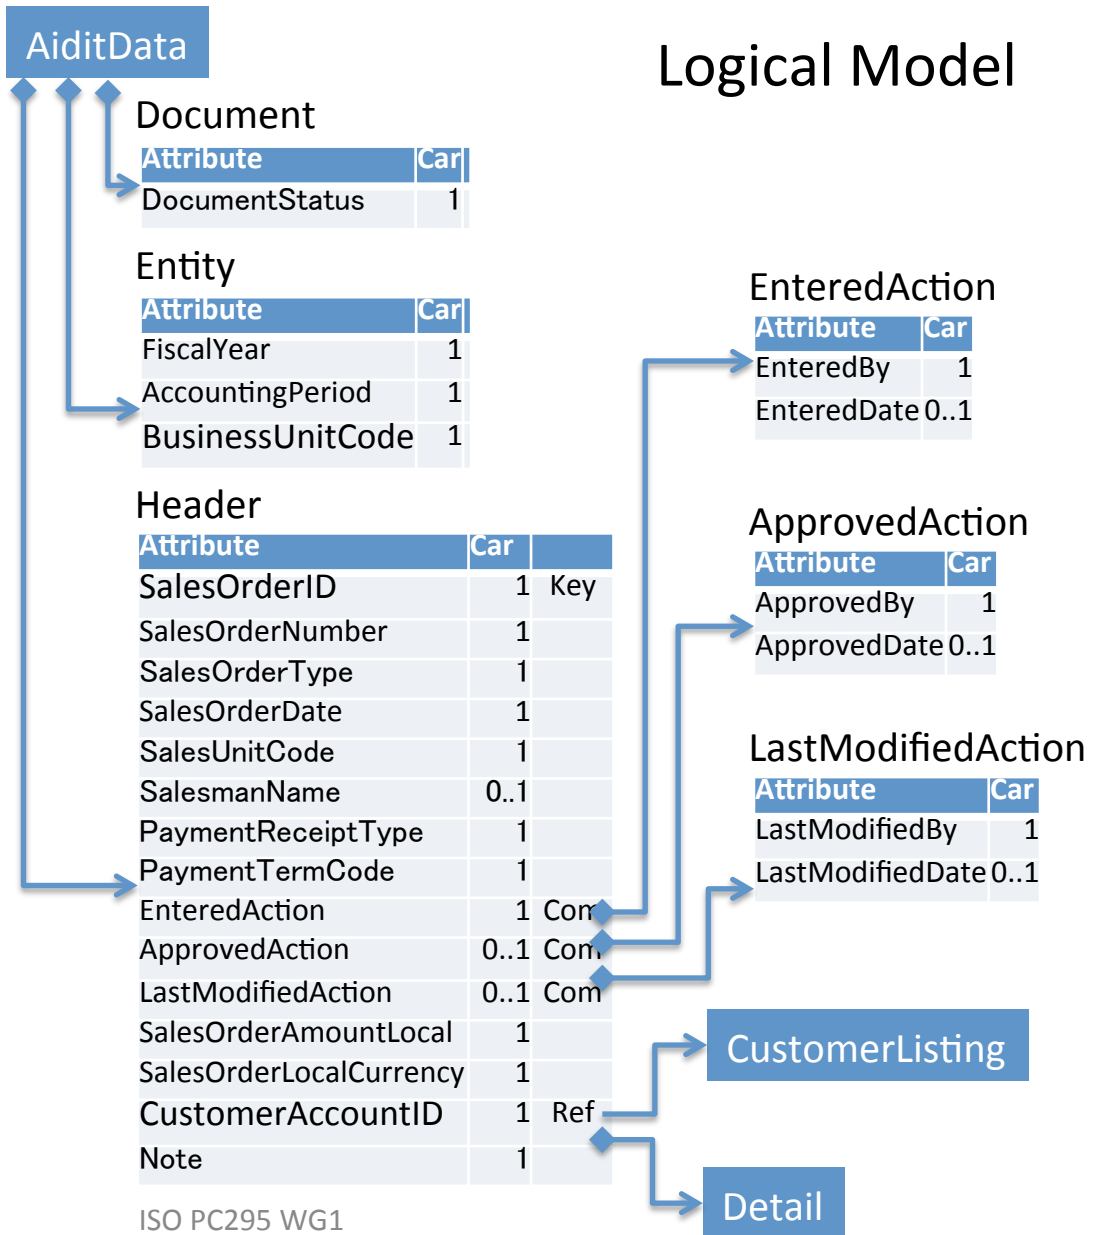 AiditData
Logical Model
Document
Attribute Car
DocumentStatus 1
Entity
Attribute Car
FiscalYear 1
AccountingPeriod 1
BusinessUnitCode 1
Header
Attribute Car
SalesOrderID 1 Key
SalesOrderNumber 1
SalesOrderType 1
SalesOrderDate 1
SalesUnitCode 1
SalesmanName 0..1
PaymentReceiptType 1
PaymentTermCode 1
EnteredAction 1 Com
ApprovedAction 0..1 Com
LastModifiedAction 0..1 Com
SalesOrderAmountLocal 1
SalesOrderLocalCurrency 1
CustomerAccountID 1 Ref
Note 1
EnteredAction
Attribute Car
EnteredBy 1
EnteredDate 0..1
ApprovedAction
Attribute Car
ApprovedBy 1
ApprovedDate 0..1
LastModifiedAction
Attribute Car
LastModifiedBy 1
LastModifiedDate 0..1
CustomerListing
Detail
ISO PC295 WG1